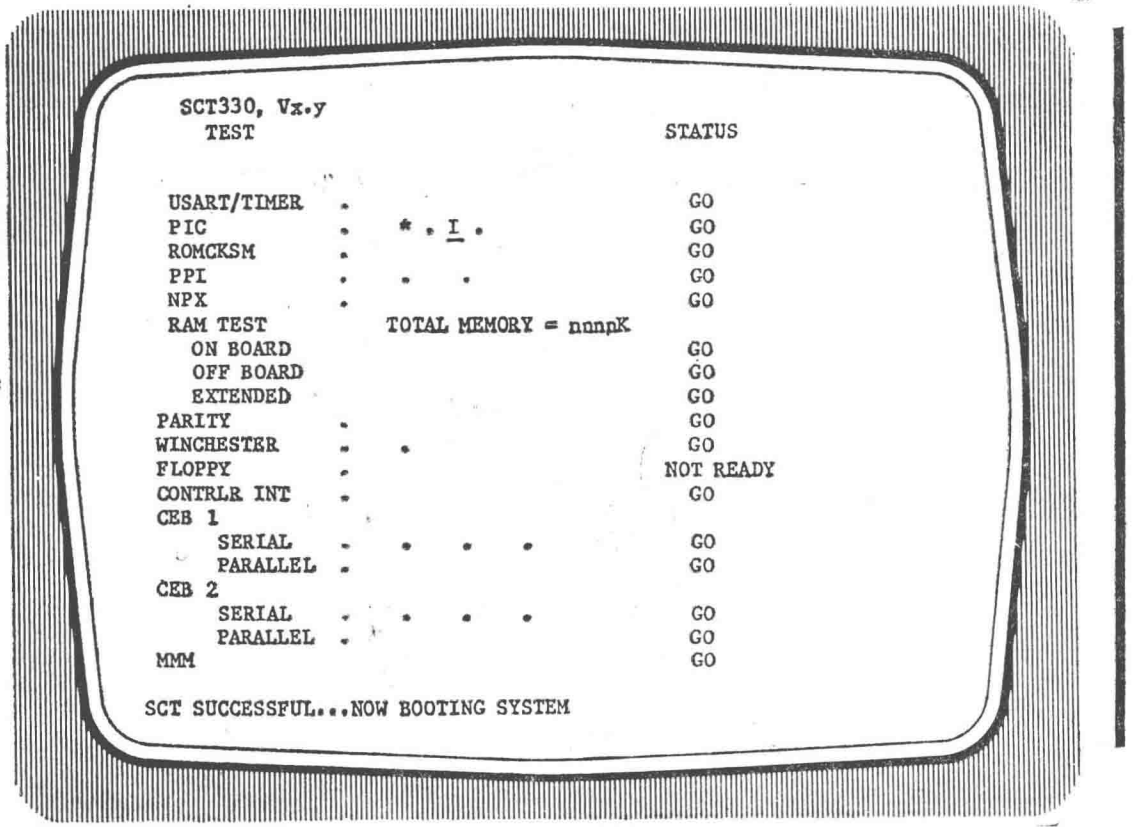 SCT330, Vx.y
TEST STATUS
USART/TIMER . GO
PIC . * . I . GO
ROMCKSM . GO
PPI . . . GO
NPX . GO
RAM TEST TOTAL MEMORY = nnnnK
ON BOARD GO
OFF BOARD GO
EXTENDED GO
PARITY . GO
WINCHESTER . . GO
FLOPPY . NOT READY
CONTRLR INT . GO
CEB 1
SERIAL . . . . GO
PARALLEL . GO
CEB 2
SERIAL . . . . GO
PARALLEL . GO
MMM GO
SCT SUCCESSFUL...NOW BOOTING SYSTEM